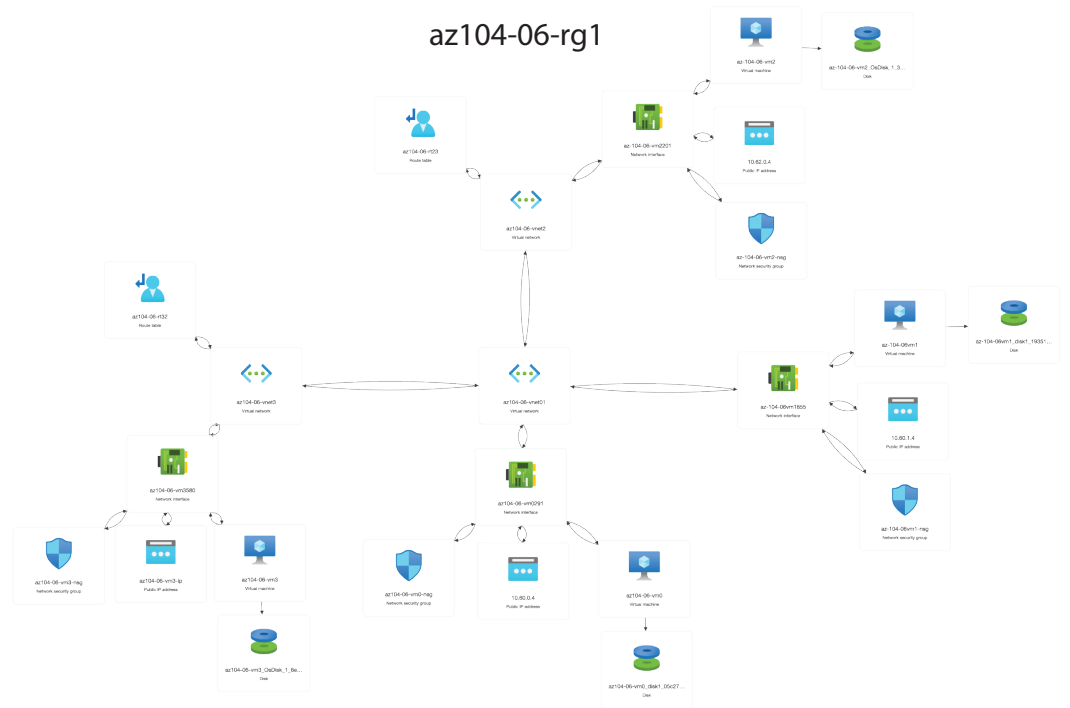 az104-06-rg1
az-104-06-vm2
Virtual machine
az-104-06-vm2_OsDisk_1_3...
Disk
az104-06-rt23
Route table
az-104-06-vm2201
Network interface
10.62.0.4
Public IP address
az104-06-vnet2
Virtual network
az-104-06-vm2-nsg
Network security group
az104-06-rt32
Route table
az-104-06vm1
Virtual machine
az-104-06vm1_disk1_19351...
Disk
az104-06-vnet3
Virtual network
az104-06-vnet01
Virtual network
az-104-06vm1855
Network interface
10.60.1.4
Public IP address
az104-06-vm3580
Network interface
az104-06-vm0291
Network interface
az-104-06vm1-nsg
Network security group
az104-06-vm3-nsg
Network security group
az104-06-vm3-ip
Public IP address
az104-06-vm3
Virtual machine
az104-06-vm0-nsg
Network security group
10.60.0.4
Public IP address
az104-06-vm0
Virtual machine
az104-06-vm3_OsDisk_1_6e...
Disk
az104-06-vm0_disk1_05c27...
Disk